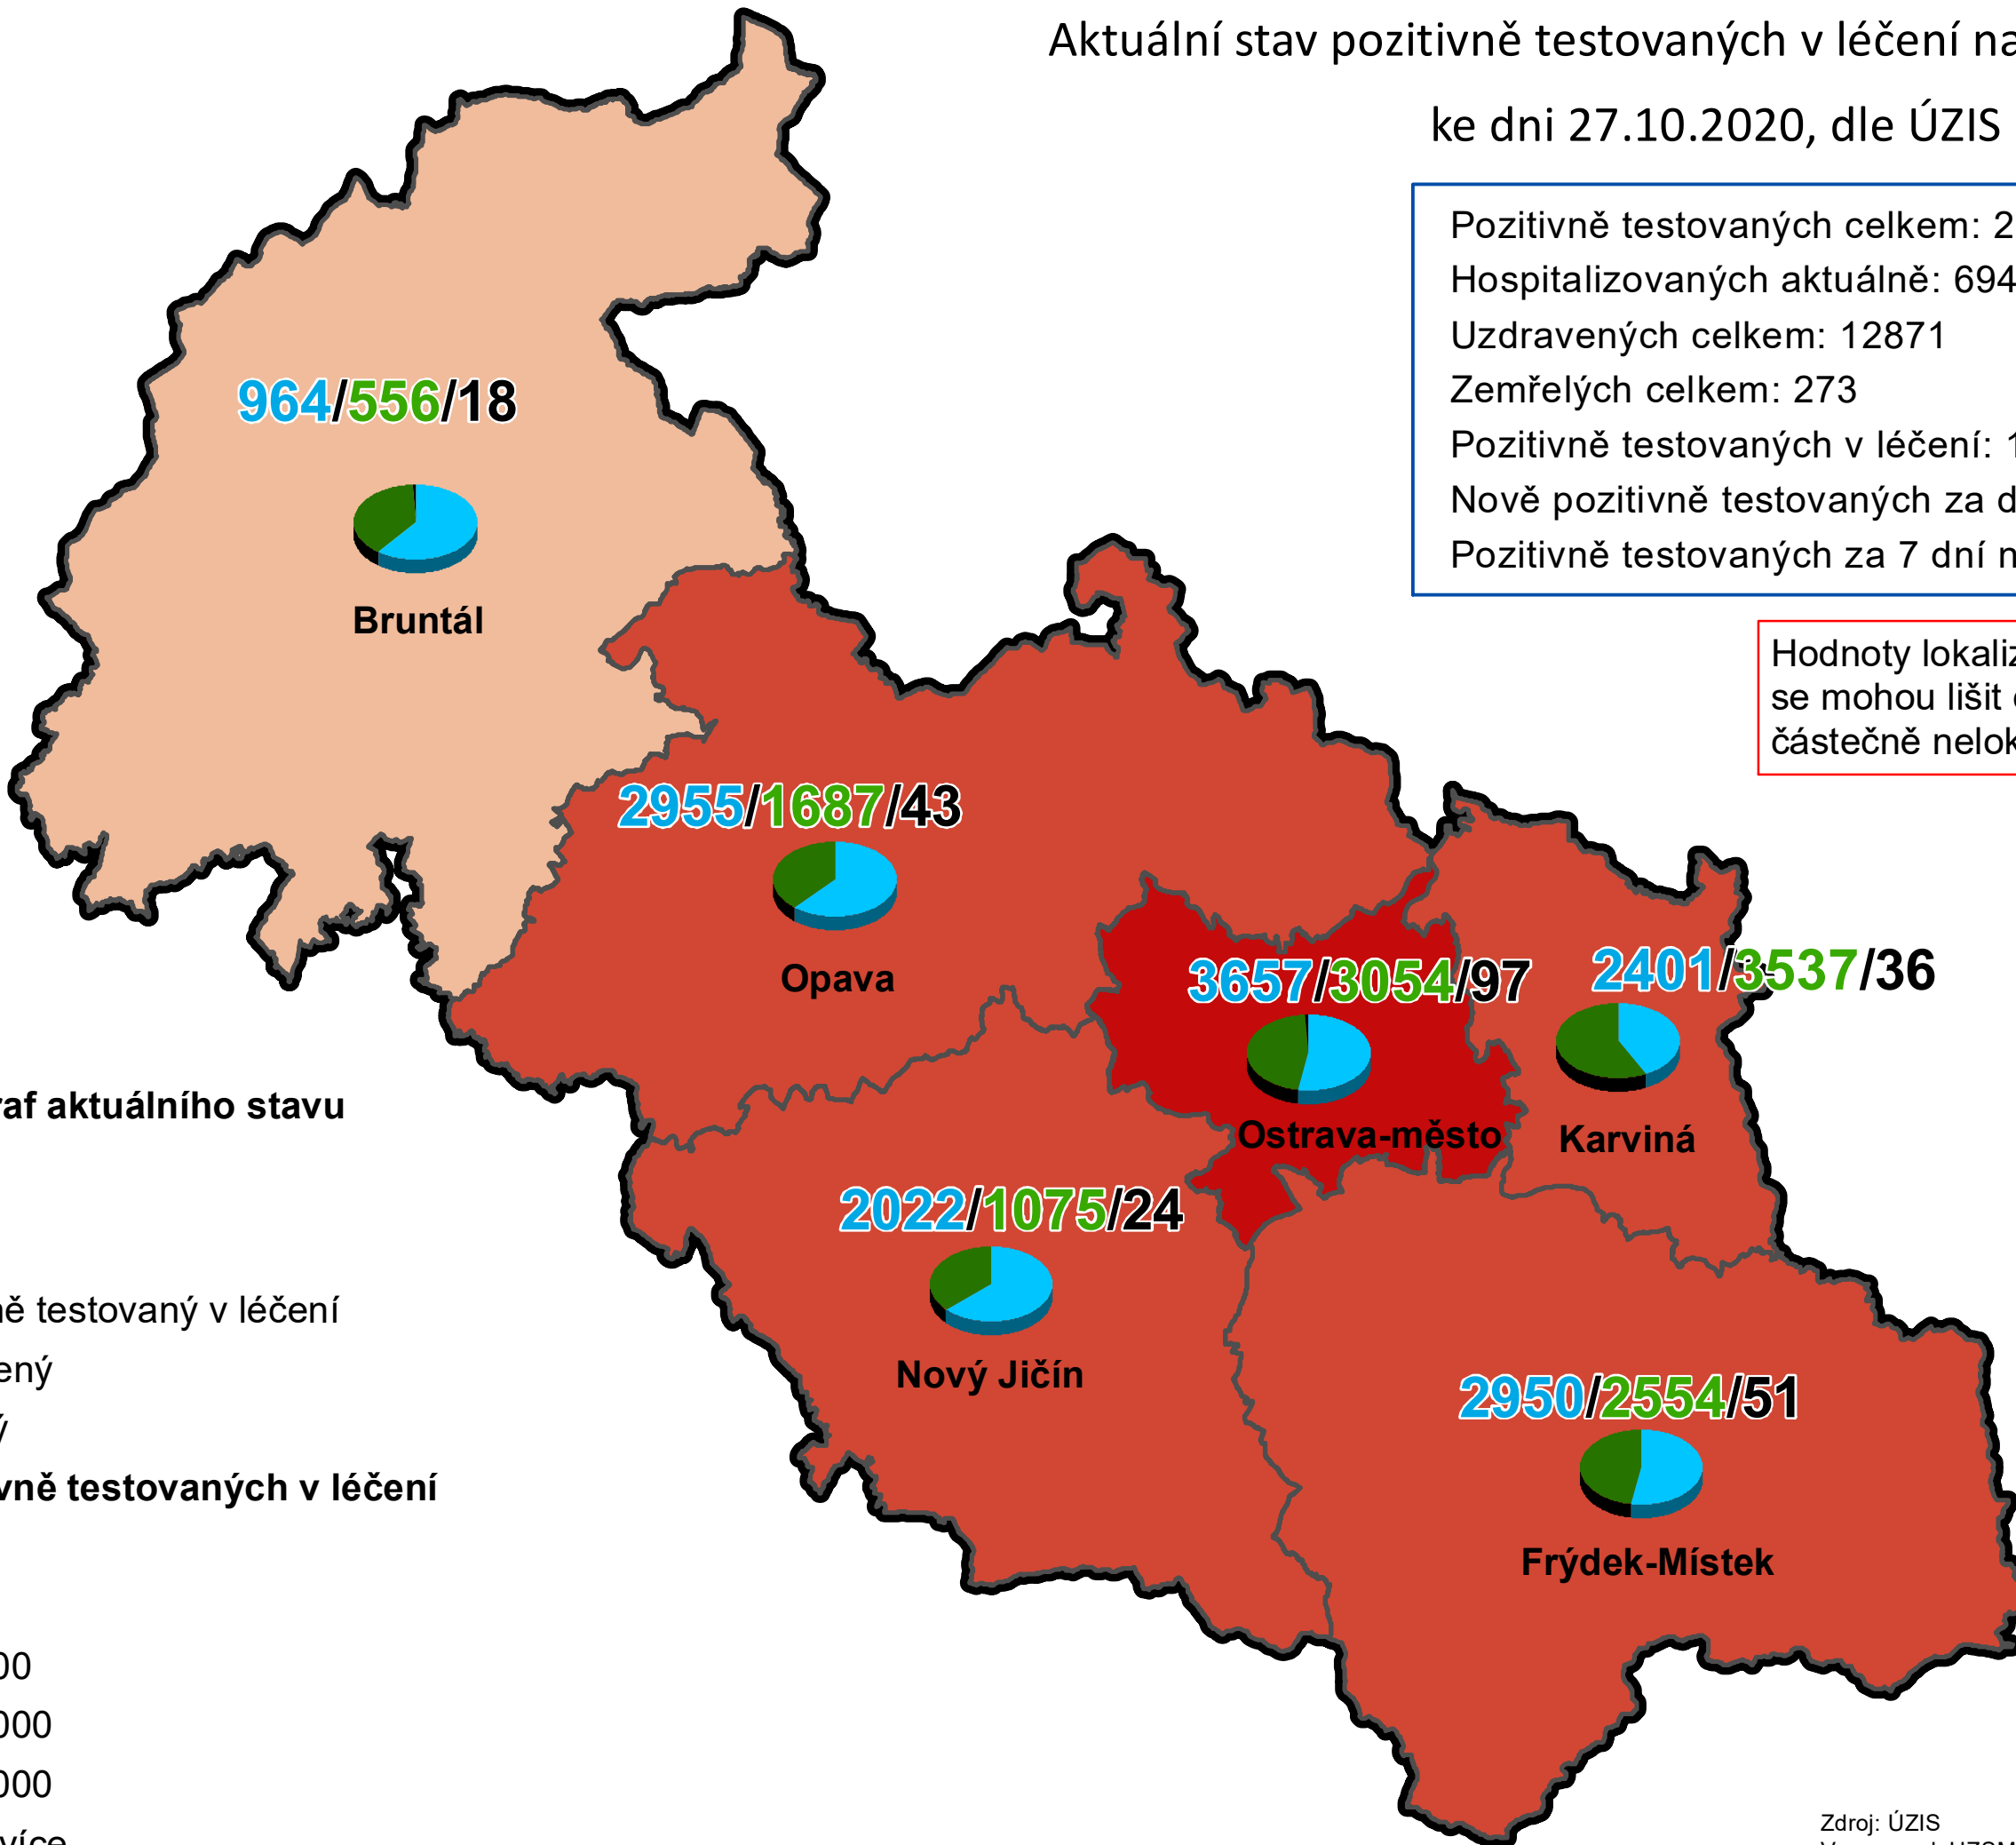 Aktuální stav pozitivně testovaných v léčení na
ke dni 27.10.2020, dle ÚZIS
Pozitivně testovaných celkem: 2
Hospitalizovaných aktuálně: 694
Uzdravených celkem: 12871
Zemřelých celkem: 273
Pozitivně testovaných v léčení: 1
Nově pozitivně testovaných za d
Pozitivně testovaných za 7 dní n
Hodnoty lokaliz
se mohou lišit
částečně nelok
964/556/18
Bruntál
2955/1687/43
Opava
3657/3054/97
Ostrava-město
2401/3537/36
Karviná
2022/1075/24
Nový Jičín
2950/2554/51
Frýdek-Místek
raf aktuálního stavu
ně testovaný v léčení
ený
ý
vně testovaných v léčení
00
000
000
více
Zdroj: ÚZIS